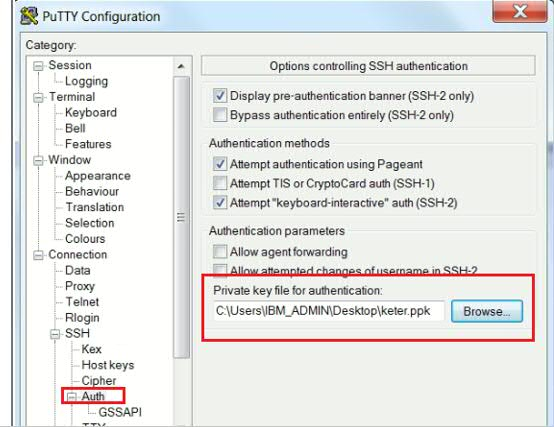 PuTTY Configuration
Category:
Session
Logging
Terminal
Keyboard
Bell
Features
Window
Appearance
Behaviour
Translation
Selection
Colours
Connection
Data
Proxy
Telnet
Rlogin
SSH
Kex
Host keys
Cipher
Auth
GSSAPI
TTY
Options controlling SSH authentication
Display pre-authentication banner (SSH-2 only)
Bypass authentication entirely (SSH-2 only)
Authentication methods
Attempt authentication using Pageant
Attempt TIS or CryptoCard auth (SSH-1)
Attempt "keyboard-interactive" auth (SSH-2)
Authentication parameters
Allow agent forwarding
Allow attempted changes of username in SSH-2
Private key file for authentication:
C:\Users\IBM_ADMIN\Desktop\keter.ppk
Browse...